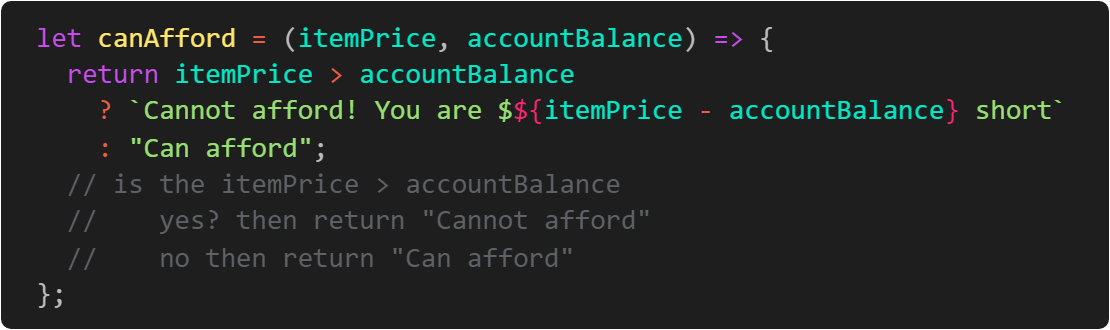 let canAfford = (itemPrice, accountBalance) => {
  return itemPrice > accountBalance
    ? `Cannot afford! You are $${itemPrice - accountBalance} short`
    : "Can afford";
  // is the itemPrice > accountBalance
  //    yes? then return "Cannot afford"
  //    no then return "Can afford"
};